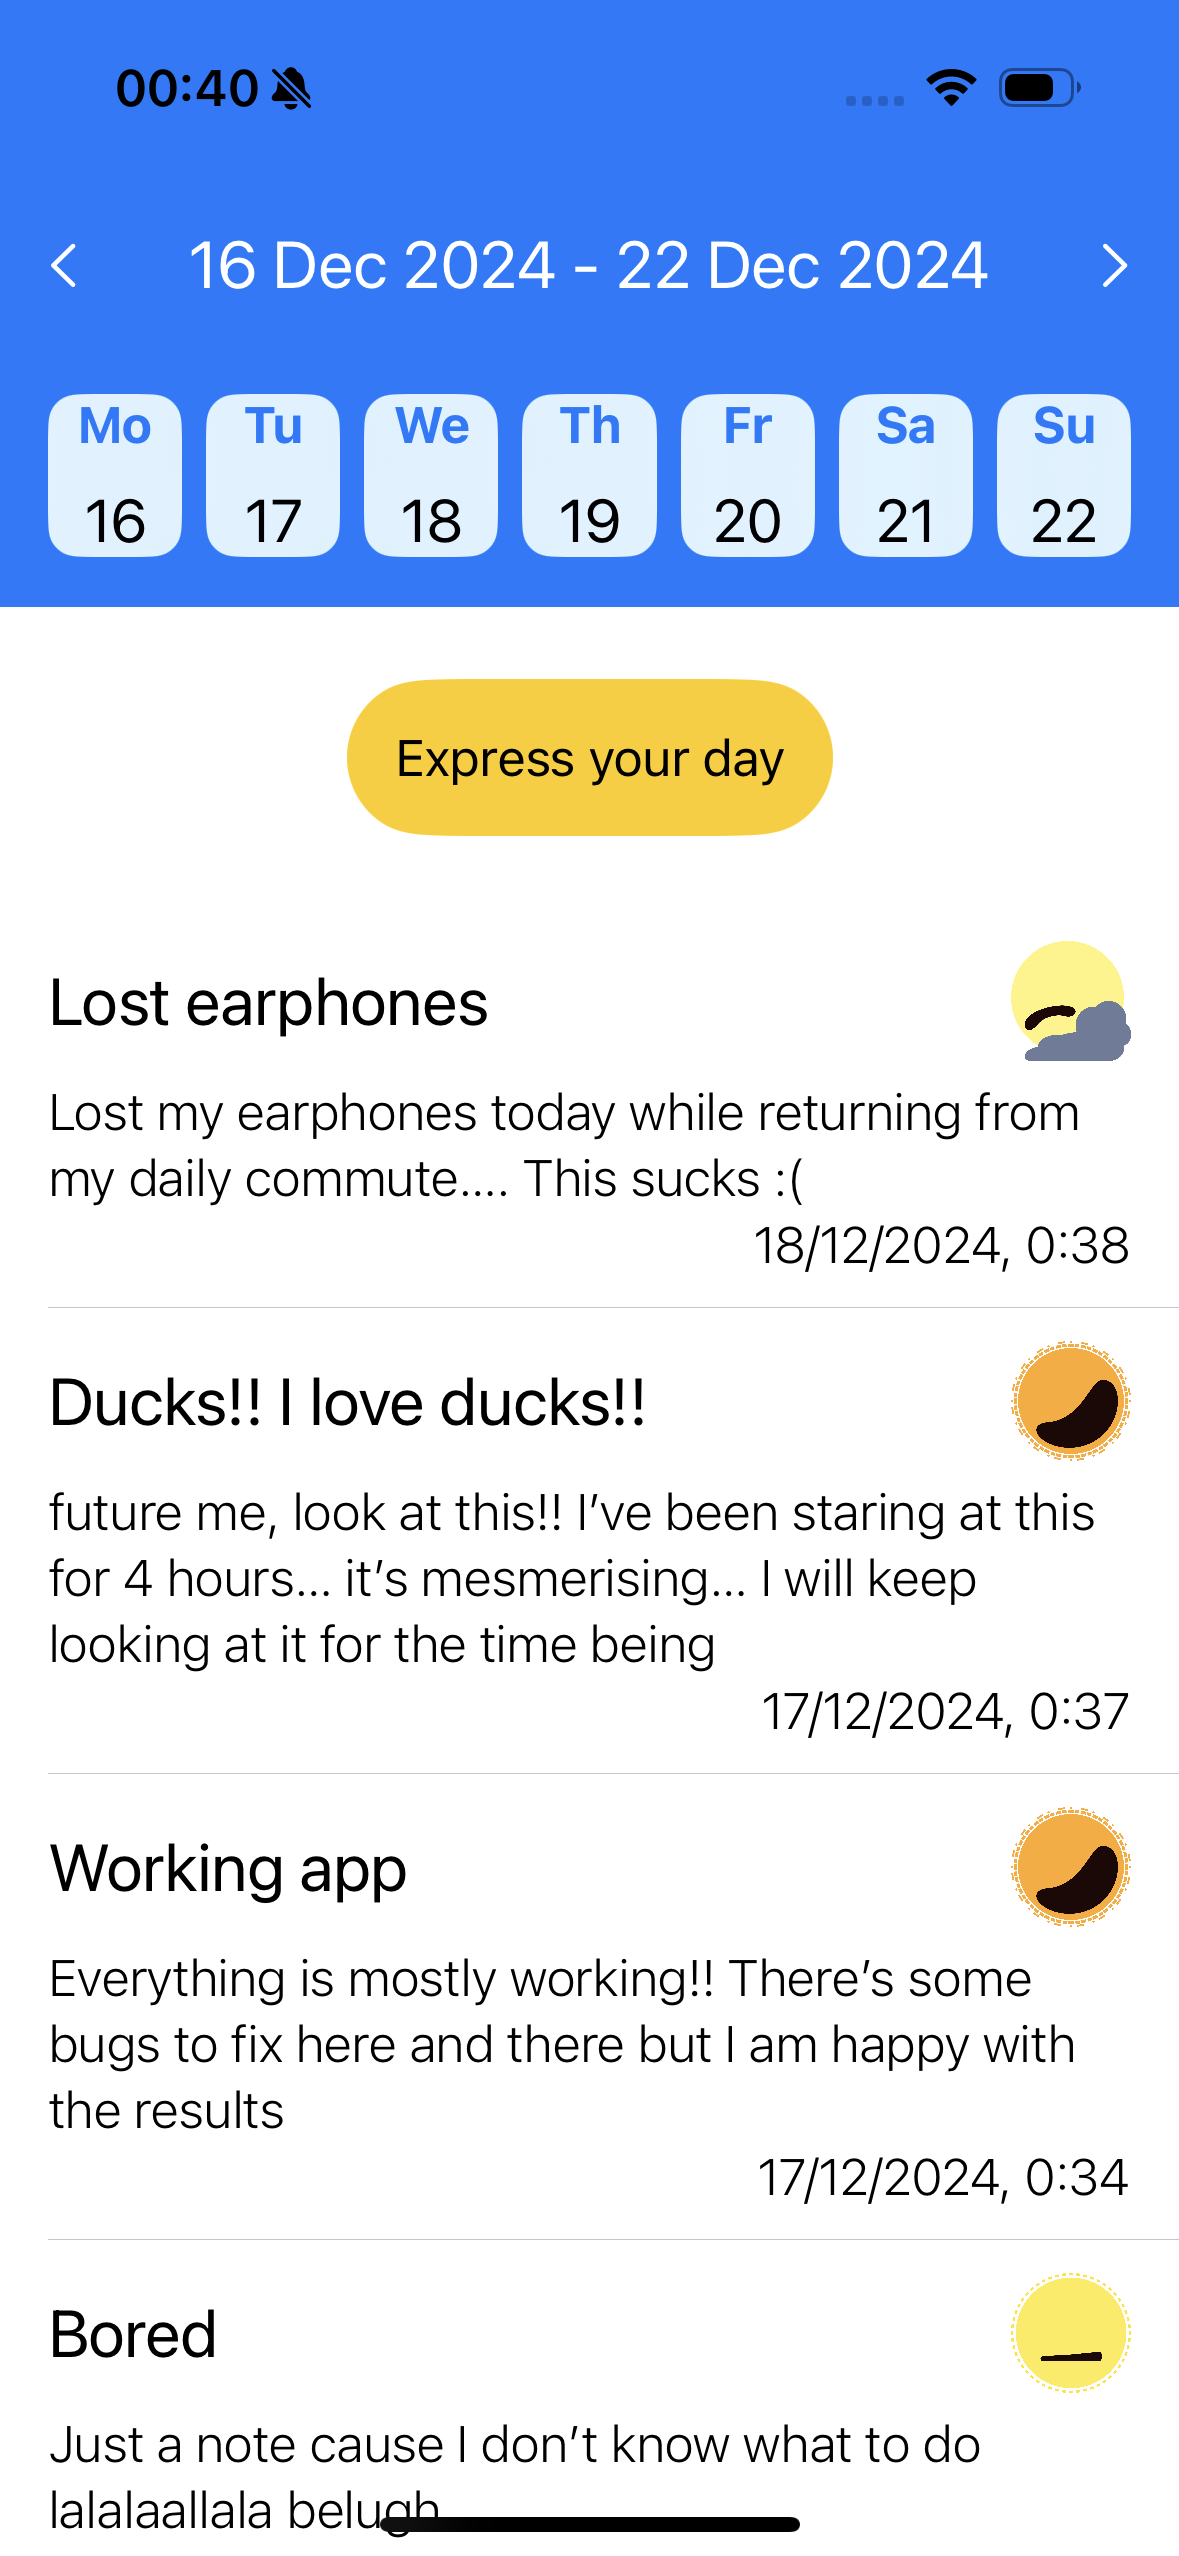 00:40
16 Dec 2024 - 22 Dec 2024
Mo Tu We Th Fr Sa Su
16 17 18 19 20 21 22
Express your day
Lost earphones
Lost my earphones today while returning from
my daily commute.... This sucks :(
18/12/2024, 0:38
Ducks!! I love ducks!!
future me, look at this!! I’ve been staring at this
for 4 hours... it’s mesmerising... I will keep
looking at it for the time being
17/12/2024, 0:37
Working app
Everything is mostly working!! There’s some
bugs to fix here and there but I am happy with
the results
17/12/2024, 0:34
Bored
Just a note cause I don’t know what to do
lalalaallala belugh